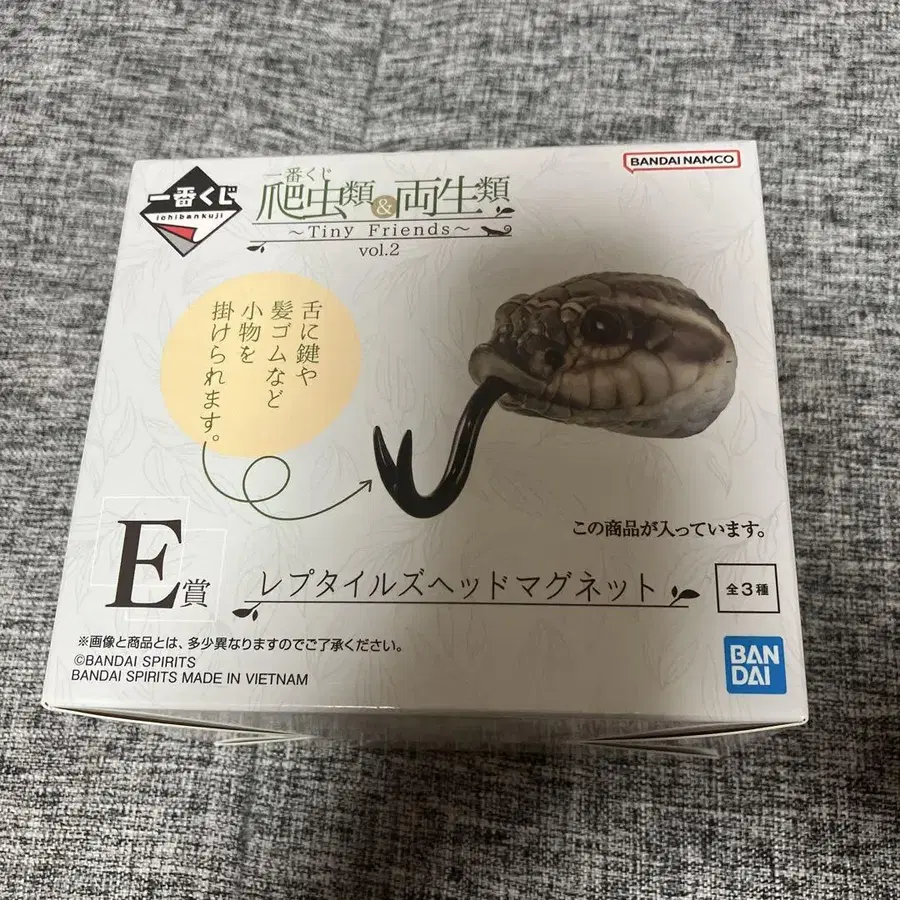 一番くじ
ichibankuji
一番くじ
爬虫類&両生類
～Tiny Friends～
vol.2
BANDAI NAMCO
舌に鍵や
髪ゴムなど
小物を
掛けられます。
この商品が入っています。
E賞
レプタイルズヘッドマグネット
全3種
※画像と商品とは、多少異なりますのでご了承ください。
©BANDAI SPIRITS
BANDAI SPIRITS MADE IN VIETNAM
BAN
DAI